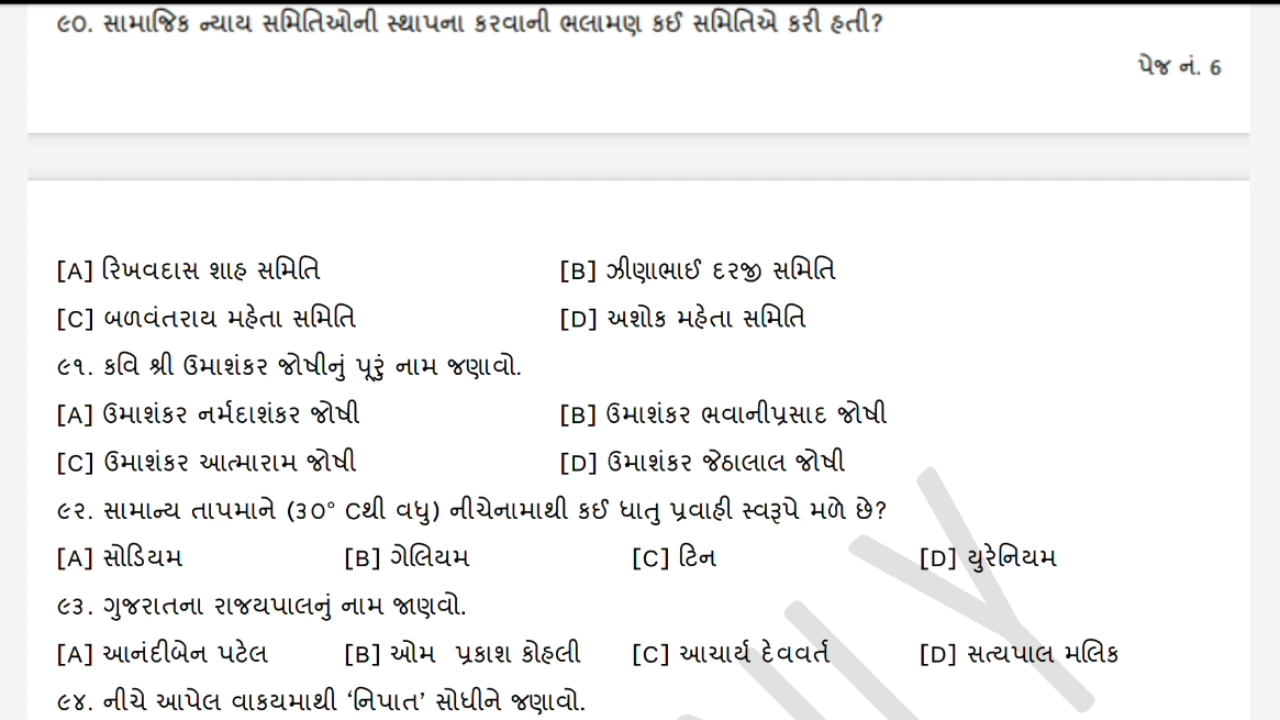 ૯૦. સામાજિક ન્યાય સમિતિઓની સ્થાપના કરવાની ભલામણ કઈ સમિતિએ કરી હતી?
પેજ નં. 6
[A] રિખવદાસ શાહ સમિતિ [B] ઝીણાભાઈ દરજી સમિતિ
[C] બળવંતરાય મહેતા સમિતિ [D] અશોક મહેતા સમિતિ
૯૧. કવિ શ્રી ઉમાશંકર જોષીનું પૂરું નામ જણાવો.
[A] ઉમાશંકર નર્મદાશંકર જોષી [B] ઉમાશંકર ભવાનીપ્રસાદ જોષી
[C] ઉમાશંકર આત્મારામ જોષી [D] ઉમાશંકર જેઠાલાલ જોષી
૯૨. સામાન્ય તાપમાને (૩૦° Cથી વધુ) નીચેનામાથી કઈ ધાતુ પ્રવાહી સ્વરૂપે મળે છે?
[A] સોડિયમ [B] ગેલિયમ [C] ટિન [D] યુરેનિયમ
૯૩. ગુજરાતના રાજયપાલનું નામ જાણવો.
[A] આનંદીબેન પટેલ [B] ઓમ પ્રકાશ કોહલી [C] આચાર્ય દેવવર્ત [D] સત્યપાલ મલિક
૯૪. નીચે આપેલ વાકયમાથી ‘નિપાત’ સોધીને જણાવો.